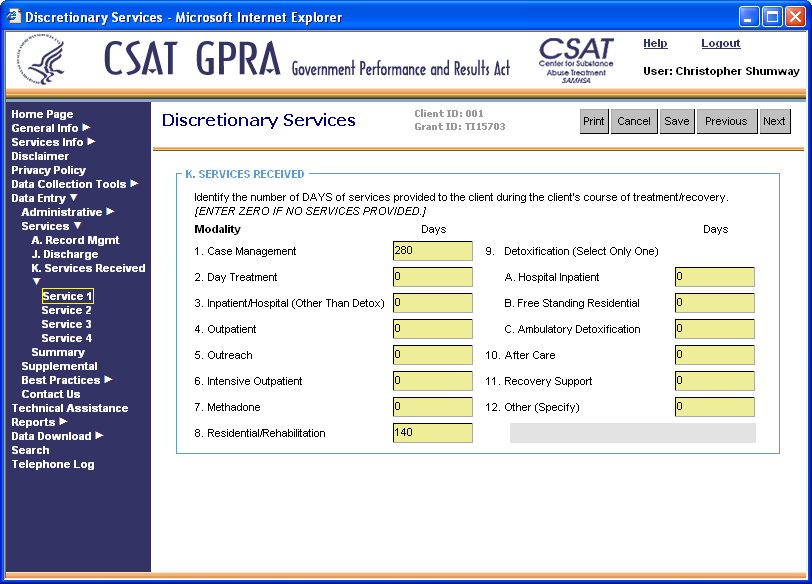 Discretionary Services - Microsoft Internet Explorer
CSAT GPRA Government Performance and Results Act
CSAT
Center for Substance
Abuse Treatment
SAMHSA
Help Logout
User: Christopher Shumway
Home Page
General Info
Services Info
Disclaimer
Privacy Policy
Data Collection Tools
Data Entry
Administrative
Services
A. Record Mgmt
J. Discharge
K. Services Received
Service 1
Service 2
Service 3
Service 4
Summary
Supplemental
Best Practices
Contact Us
Technical Assistance
Reports
Data Download
Search
Telephone Log
Discretionary Services
Client ID: 001
Grant ID: TI15703
Print Cancel Save Previous Next
K. SERVICES RECEIVED
Identify the number of DAYS of services provided to the client during the client's course of treatment/recovery.
[ENTER ZERO IF NO SERVICES PROVIDED.]
Modality Days Days
1. Case Management 280 9. Detoxification (Select Only One)
2. Day Treatment 0 A. Hospital Inpatient 0
3. Inpatient/Hospital (Other Than Detox) 0 B. Free Standing Residential 0
4. Outpatient 0 C. Ambulatory Detoxification 0
5. Outreach 0 10. After Care 0
6. Intensive Outpatient 0 11. Recovery Support 0
7. Methadone 0 12. Other (Specify) 0
8. Residential/Rehabilitation 140